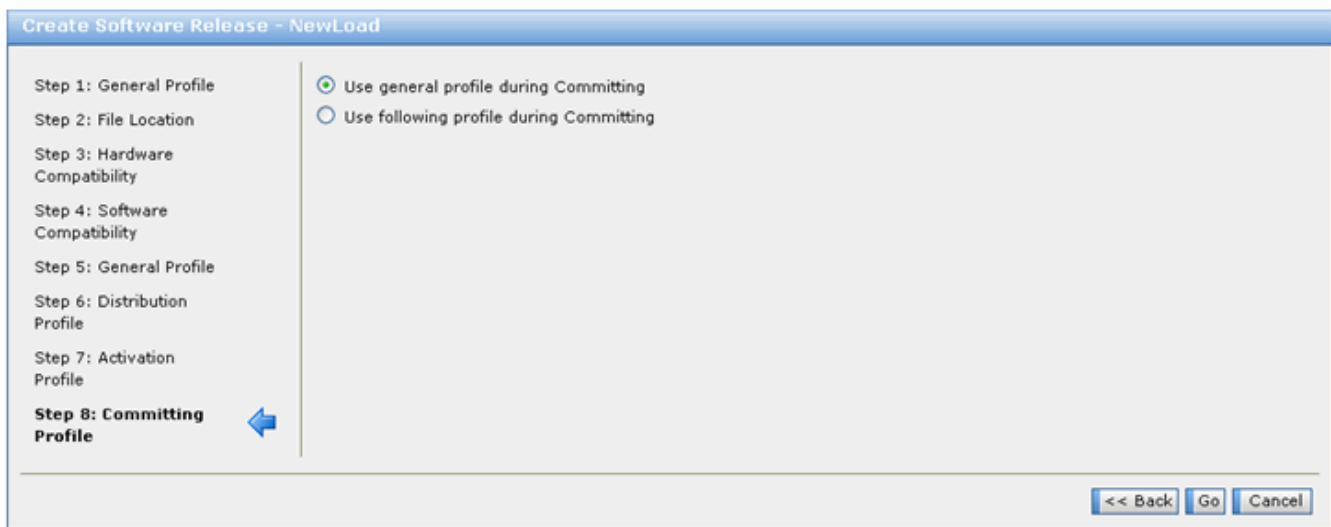 Create Software Release - NewLoad
Step 1: General Profile
Step 2: File Location
Step 3: Hardware
Compatibility
Step 4: Software
Compatibility
Step 5: General Profile
Step 6: Distribution
Profile
Step 7: Activation
Profile
Step 8: Committing
Profile
Use general profile during Committing
Use following profile during Committing
<< Back
Go
Cancel